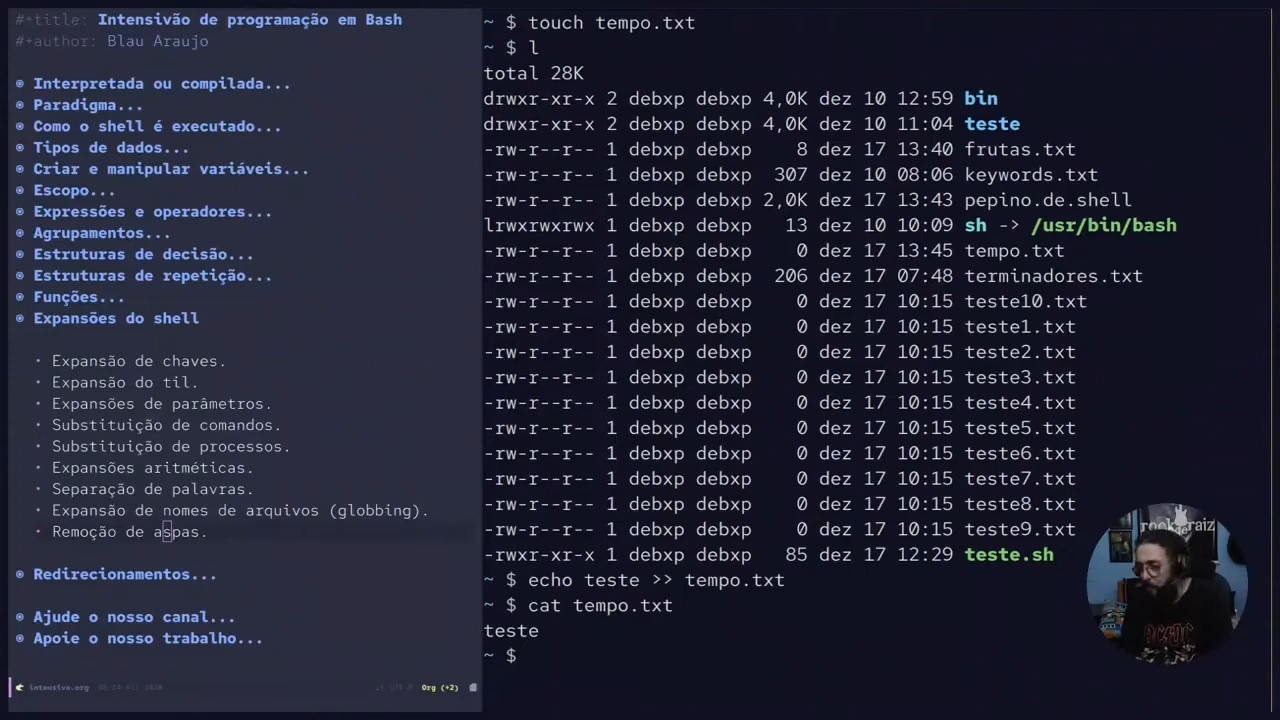 #+title: Intensivão de programação em Bash
#+author: Blau Araujo
Interpretada ou compilada...
Paradigma...
Como o shell é executado...
Tipos de dados...
Criar e manipular variáveis...
Escopo...
Expressões e operadores...
Agrupamentos...
Estruturas de decisão...
Estruturas de repetição...
Funções...
Expansões do shell
• Expansão de chaves.
• Expansão do til.
• Expansões de parâmetros.
• Substituição de comandos.
• Substituição de processos.
• Expansões aritméticas.
• Separação de palavras.
• Expansão de nomes de arquivos (globbing).
• Remoção de aspas.
Redirecionamentos...
Ajude o nosso canal...
Apoie o nosso trabalho...
intensivo.org
Org (+2)
~ $ touch tempo.txt
~ $ l
total 28K
drwxr-xr-x 2 debxp debxp 4,0K dez 10 12:59 bin
drwxr-xr-x 2 debxp debxp 4,0K dez 10 11:04 teste
-rw-r--r-- 1 debxp debxp 8 dez 17 13:40 frutas.txt
-rw-r--r-- 1 debxp debxp 307 dez 10 08:06 keywords.txt
-rw-r--r-- 1 debxp debxp 2,0K dez 17 13:43 pepino.de.shell
lrwxrwxrwx 1 debxp debxp 13 dez 10 10:09 sh -> /usr/bin/bash
-rw-r--r-- 1 debxp debxp 0 dez 17 13:45 tempo.txt
-rw-r--r-- 1 debxp debxp 206 dez 17 07:48 terminadores.txt
-rw-r--r-- 1 debxp debxp 0 dez 17 10:15 teste10.txt
-rw-r--r-- 1 debxp debxp 0 dez 17 10:15 teste1.txt
-rw-r--r-- 1 debxp debxp 0 dez 17 10:15 teste2.txt
-rw-r--r-- 1 debxp debxp 0 dez 17 10:15 teste3.txt
-rw-r--r-- 1 debxp debxp 0 dez 17 10:15 teste4.txt
-rw-r--r-- 1 debxp debxp 0 dez 17 10:15 teste5.txt
-rw-r--r-- 1 debxp debxp 0 dez 17 10:15 teste6.txt
-rw-r--r-- 1 debxp debxp 0 dez 17 10:15 teste7.txt
-rw-r--r-- 1 debxp debxp 0 dez 17 10:15 teste8.txt
-rw-r--r-- 1 debxp debxp 0 dez 17 10:15 teste9.txt
-rwxr-xr-x 1 debxp debxp 85 dez 17 12:29 teste.sh
~ $ echo teste >> tempo.txt
~ $ cat tempo.txt
teste
~ $
AC/DC